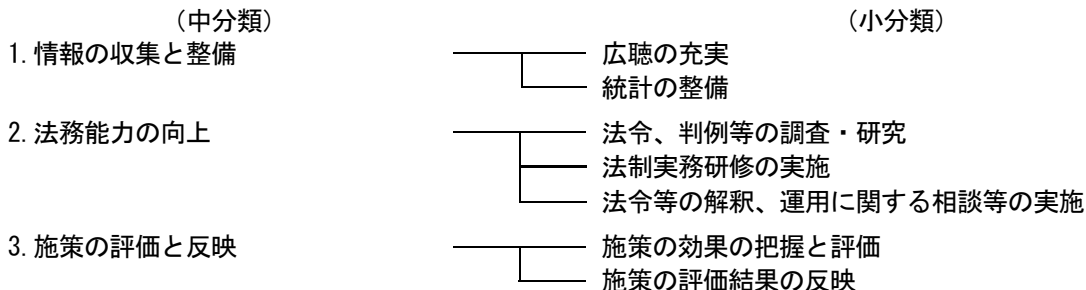 （中分類） （小分類）
1.情報の収集と整備 広聴の充実
統計の整備
2.法務能力の向上 法令、判例等の調査・研究
法制実務研修の実施
法令等の解釈、運用に関する相談等の実施
3.施策の評価と反映 施策の効果の把握と評価
施策の評価結果の反映